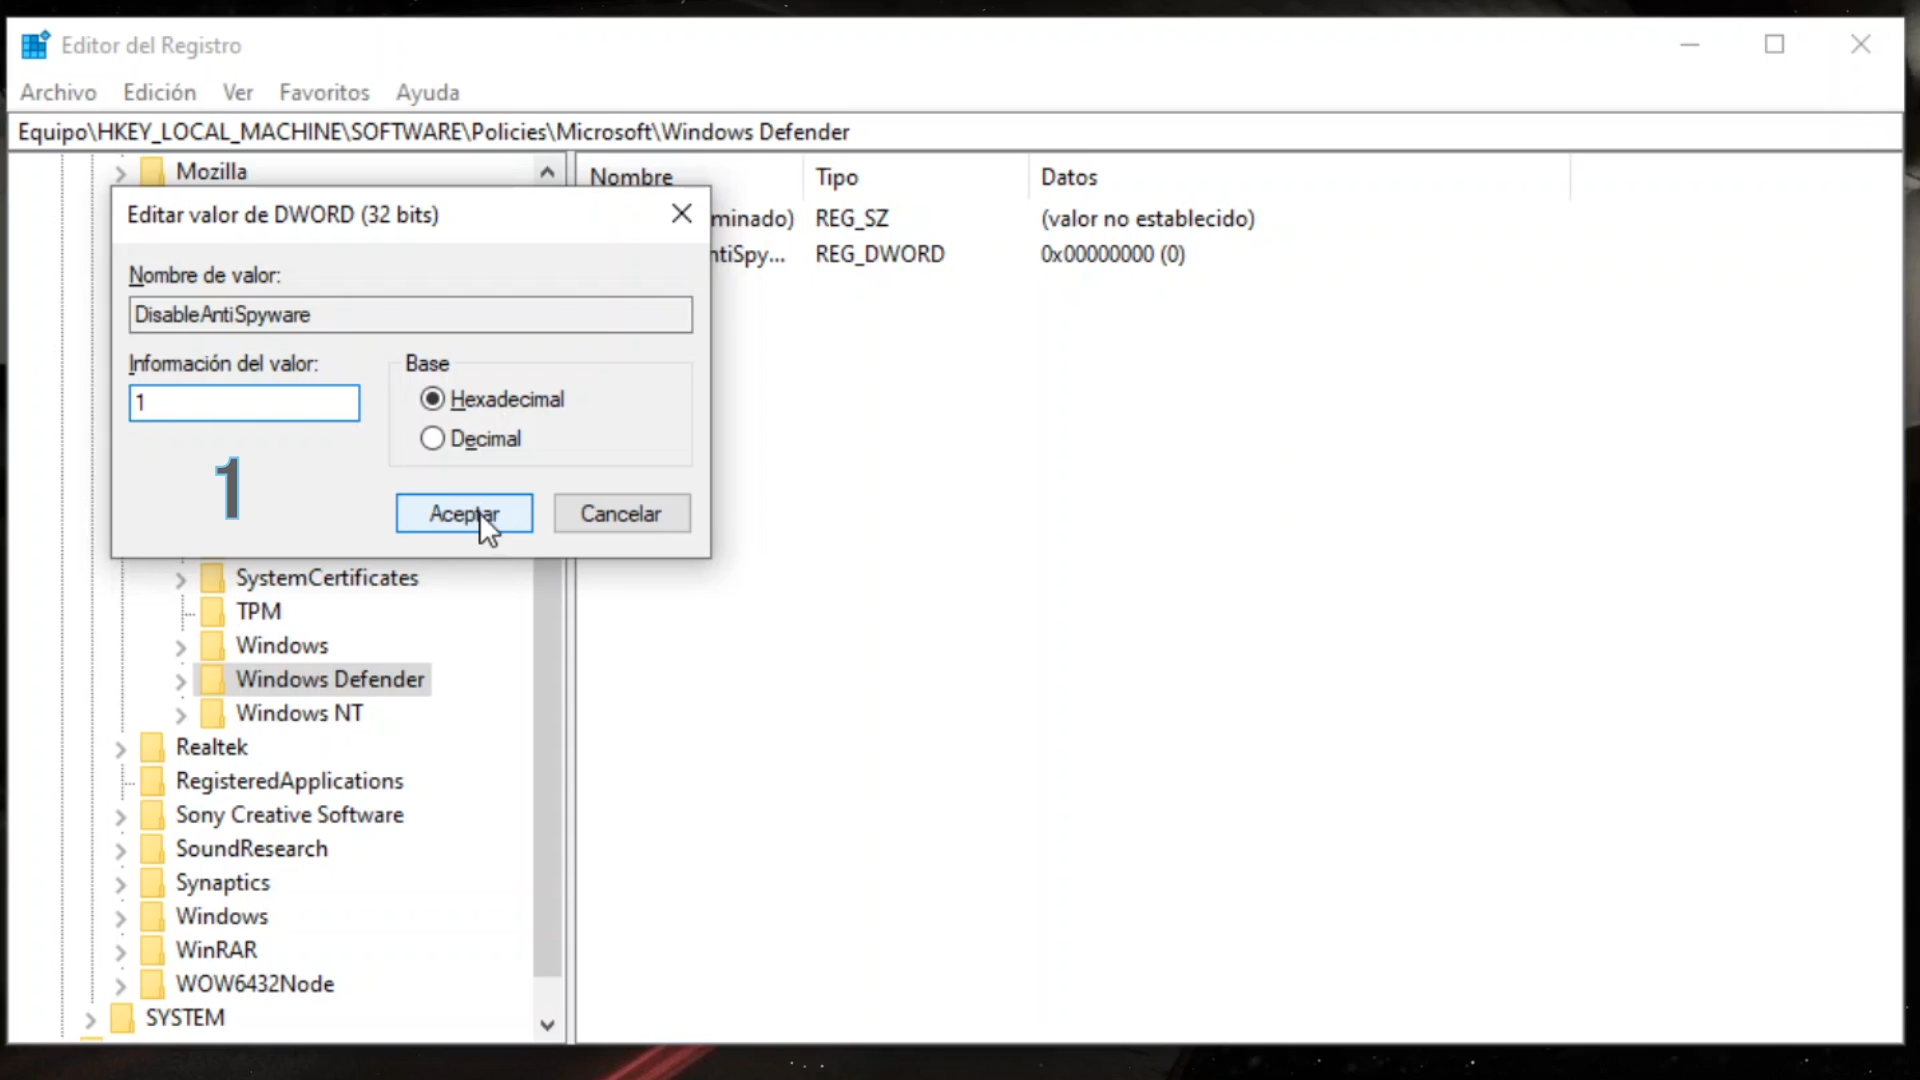 Editor del Registro
Archivo Edición Ver Favoritos Ayuda
Equipo\HKEY_LOCAL_MACHINE\SOFTWARE\Policies\Microsoft\Windows Defender
Mozilla
Nombre Tipo Datos
minado) REG_SZ (valor no establecido)
ntiSpy... REG_DWORD 0x00000000 (0)
Editar valor de DWORD (32 bits)
Nombre de valor:
DisableAntiSpyware
Información del valor:
1
Base
Hexadecimal
Decimal
1
Aceptar Cancelar
SystemCertificates
TPM
Windows
Windows Defender
Windows NT
Realtek
RegisteredApplications
Sony Creative Software
SoundResearch
Synaptics
Windows
WinRAR
WOW6432Node
SYSTEM